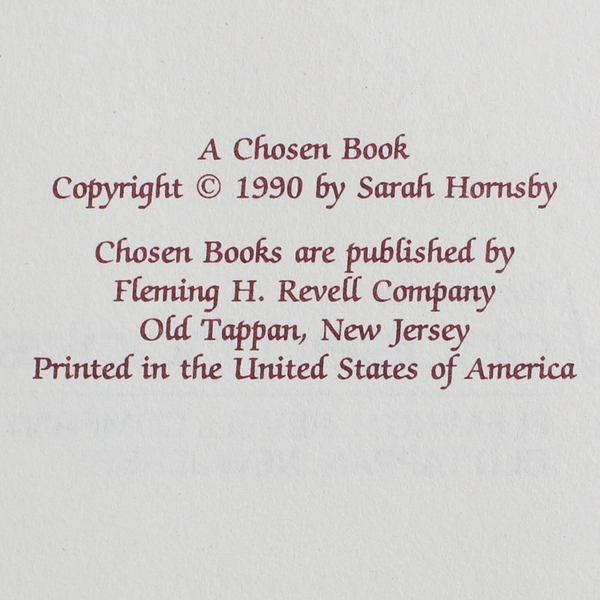 A Chosen Book
Copyright © 1990 by Sarah Hornsby
Chosen Books are published by
Fleming H. Revell Company
Old Tappan, New Jersey
Printed in the United States of America